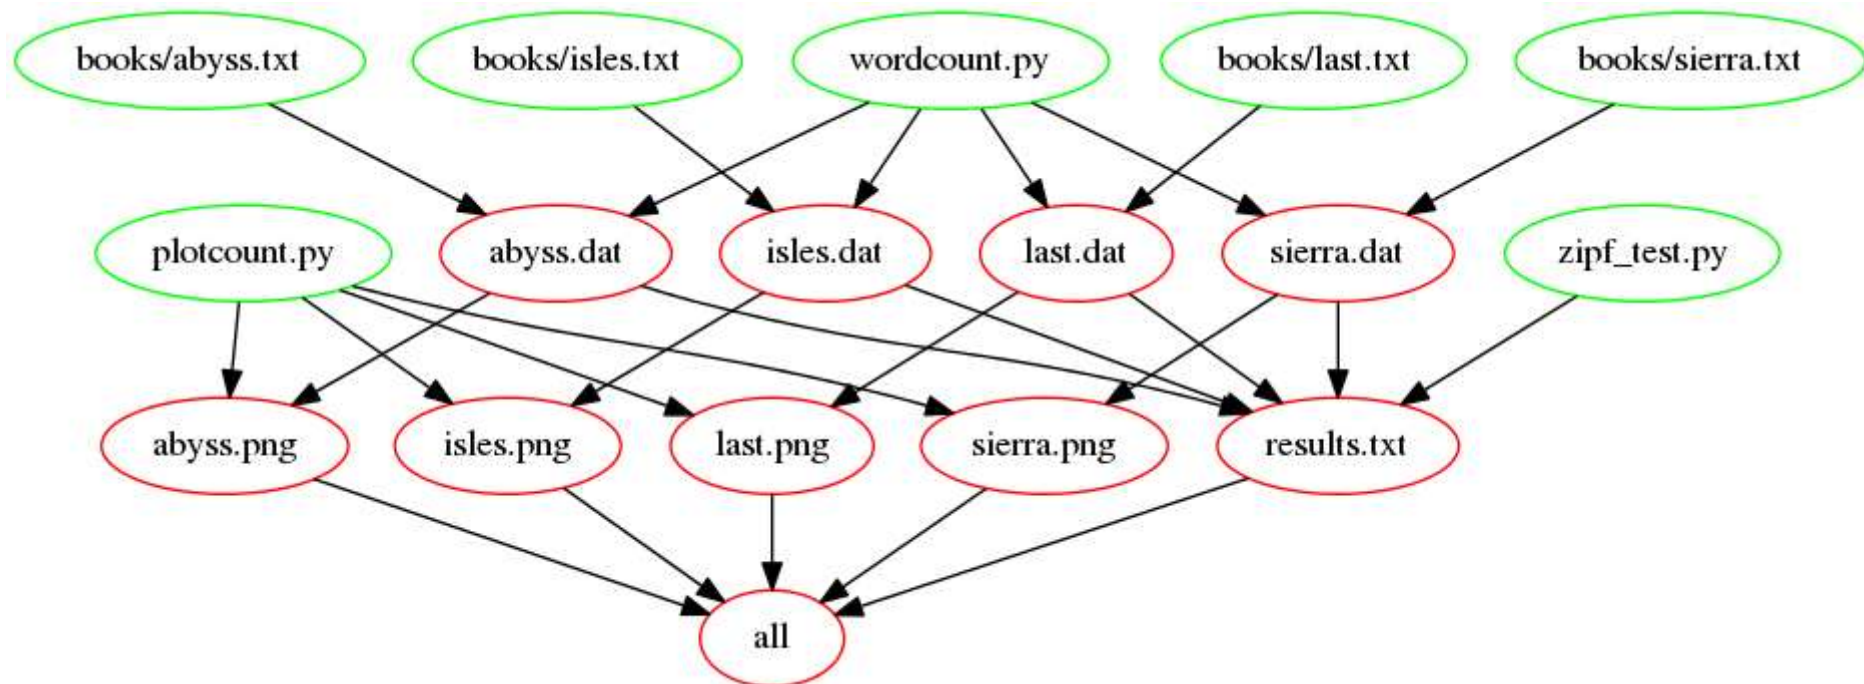 books/abyss.txt
books/isles.txt
wordcount.py
books/last.txt
books/sierra.txt
plotcount.py
abyss.dat
isles.dat
last.dat
sierra.dat
zipf_test.py
abyss.png
isles.png
last.png
sierra.png
results.txt
all